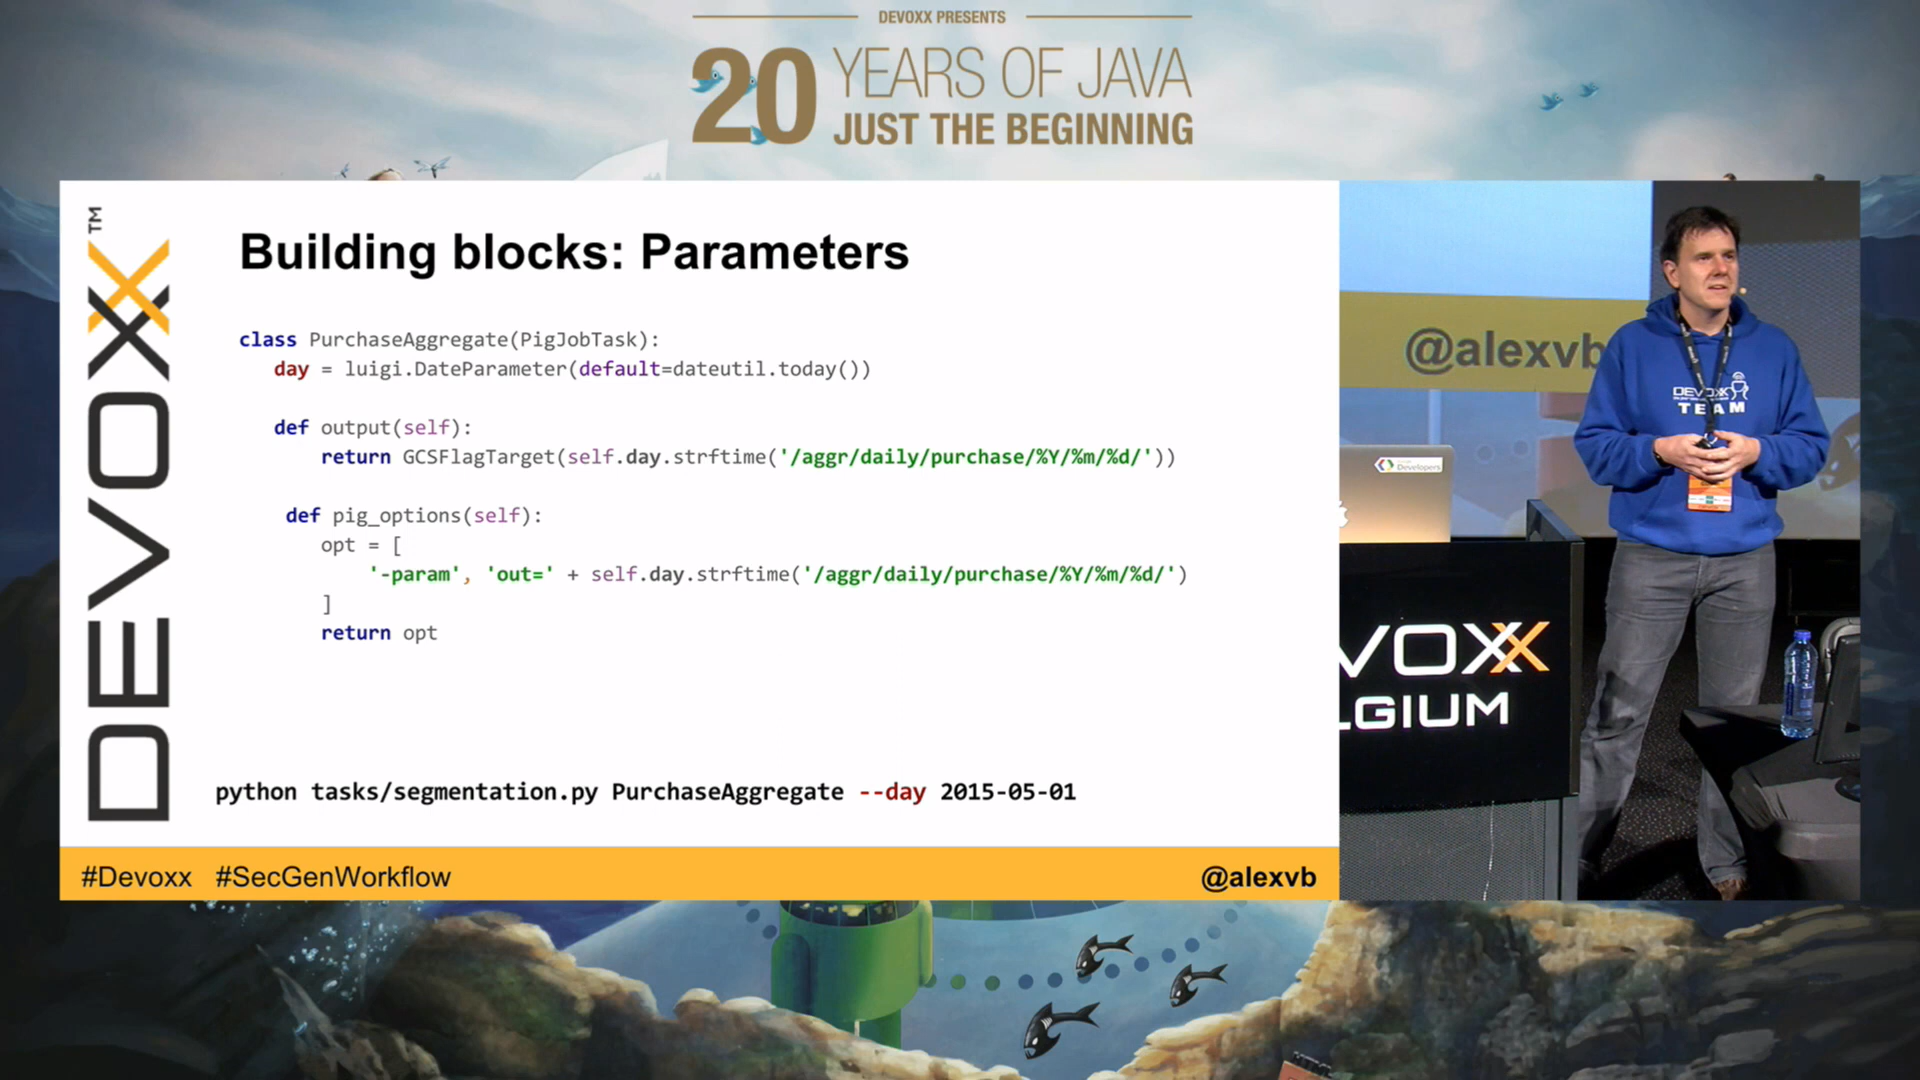 DEVOXX PRESENTS
20 YEARS OF JAVA
JUST THE BEGINNING
DEVOXX™
Building blocks: Parameters
class PurchaseAggregate(PigJobTask):
day = luigi.DateParameter(default=dateutil.today())
def output(self):
return GCSFlagTarget(self.day.strftime('/aggr/daily/purchase/%Y/%m/%d/'))
def pig_options(self):
opt = [
'-param', 'out=' + self.day.strftime('/aggr/daily/purchase/%Y/%m/%d/')
]
return opt
python tasks/segmentation.py PurchaseAggregate --day 2015-05-01
#Devoxx #SecGenWorkflow
@alexvb
@alexvb
Developers
DEVOXX
TEAM
VOXX
LGIUM